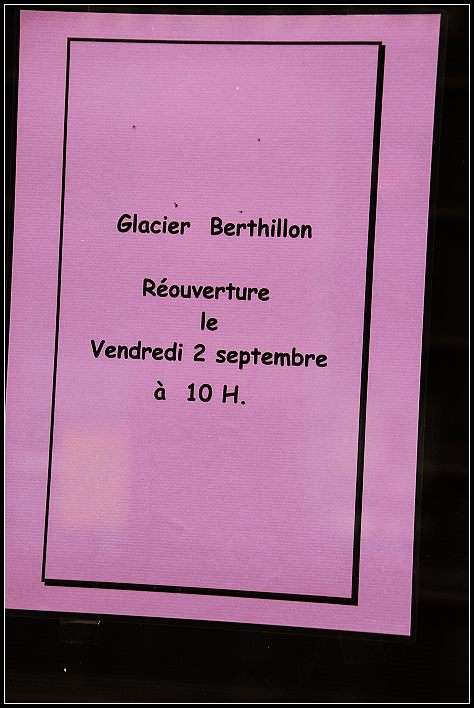 Glacier Berthillon
Réouverture
le
Vendredi 2 septembre
à 10 H.